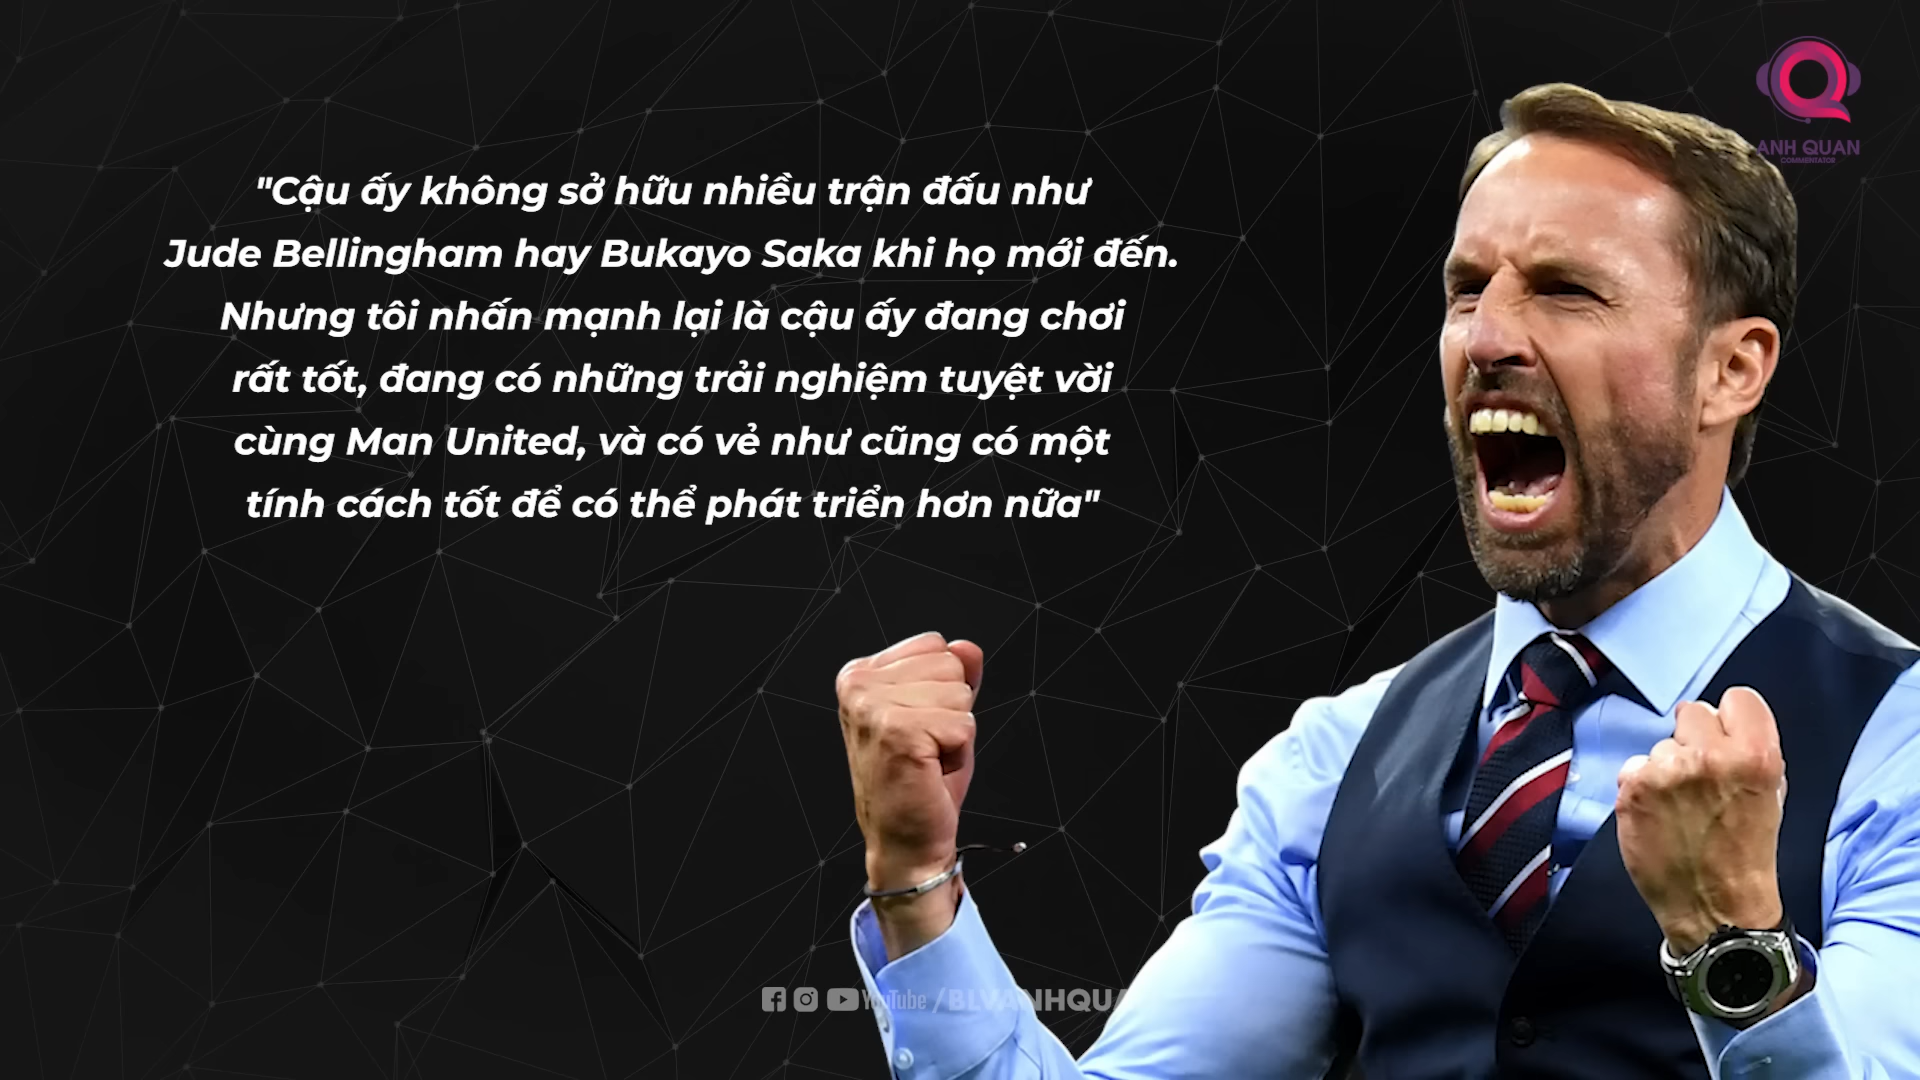 ANH QUAN
COMMENTATOR
"Cậu ấy không sở hữu nhiều trận đấu như
Jude Bellingham hay Bukayo Saka khi họ mới đến.
Nhưng tôi nhấn mạnh lại là cậu ấy đang chơi
rất tốt, đang có những trải nghiệm tuyệt vời
cùng Man United, và có vẻ như cũng có một
tính cách tốt để có thể phát triển hơn nữa"
YouTube /BLVANHQUA